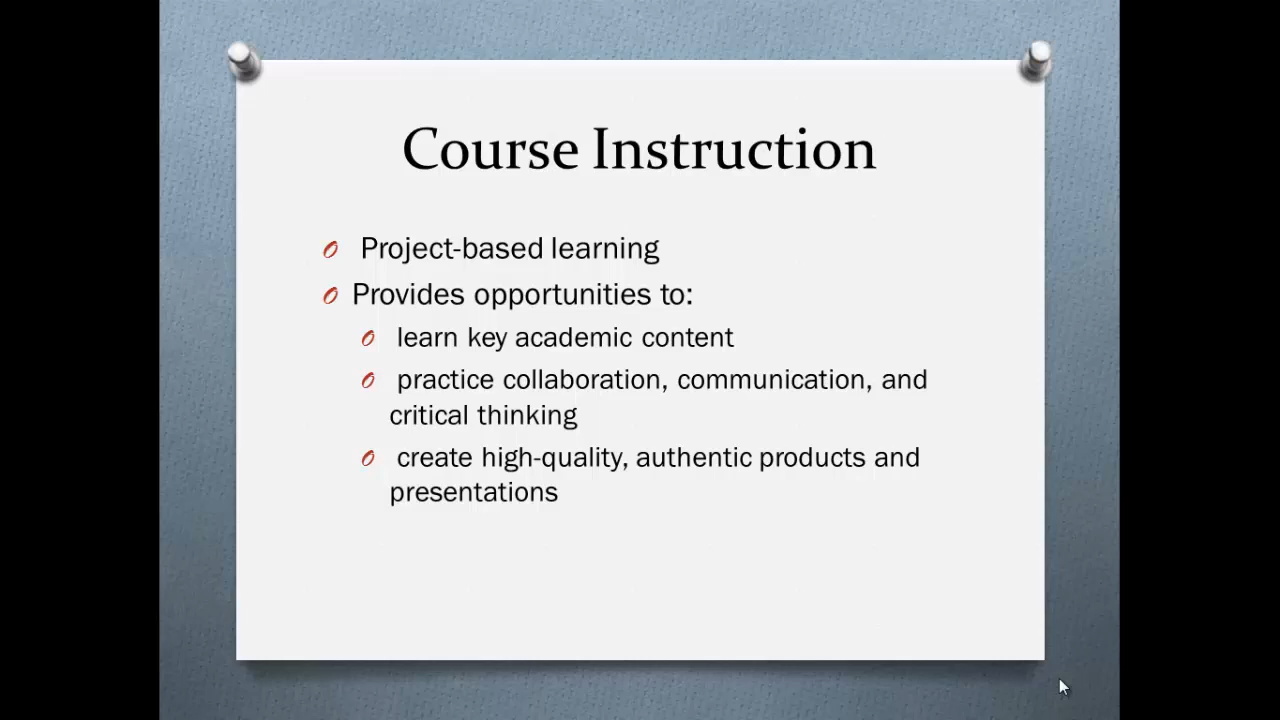 Course Instruction
Project-based learning
Provides opportunities to:
learn key academic content
practice collaboration, communication, and
critical thinking
create high-quality, authentic products and
presentations